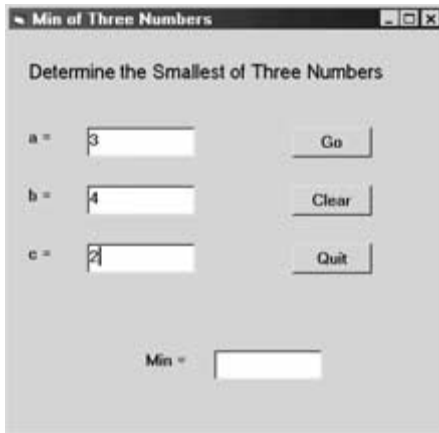 Min of Three Numbers
Determine the Smallest of Three Numbers
a = 3 Go
b = 4 Clear
c = 2 Quit
Min =